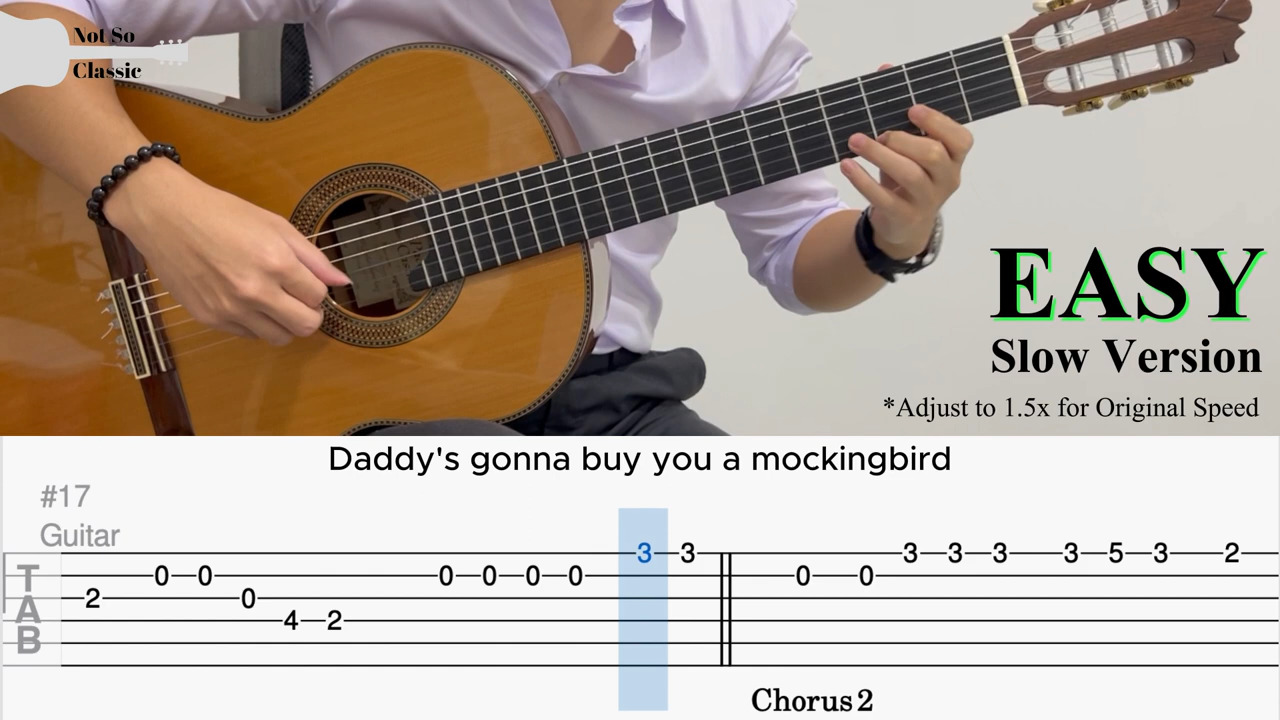 Not So
Classic
EASY
Slow Version
*Adjust to 1.5x for Original Speed
Daddy's gonna buy you a mockingbird
#17
Guitar
TAB
2 0 0 0 4 2 0 0 0 0 3 3 0 0 3 3 3 3 5 3 2
Chorus 2